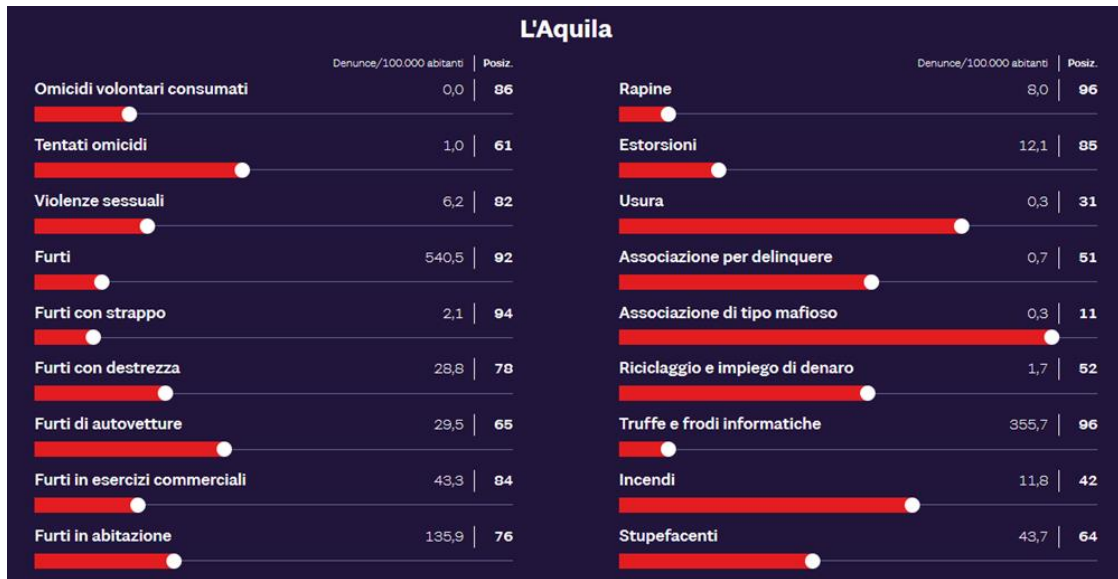 L'Aquila
Denunce/100.000 abitanti Posiz.
Omicidi volontari consumati 0,0 86
Tentati omicidi 1,0 61
Violenze sessuali 6,2 82
Furti 540,5 92
Furti con strappo 2,1 94
Furti con destrezza 28,8 78
Furti di autovetture 29,5 65
Furti in esercizi commerciali 43,3 84
Furti in abitazione 135,9 76
Denunce/100.000 abitanti Posiz.
Rapine 8,0 96
Estorsioni 12,1 85
Usura 0,3 31
Associazione per delinquere 0,7 51
Associazione di tipo mafioso 0,3 11
Riciclaggio e impiego di denaro 1,7 52
Truffe e frodi informatiche 355,7 96
Incendi 11,8 42
Stupefacenti 43,7 64